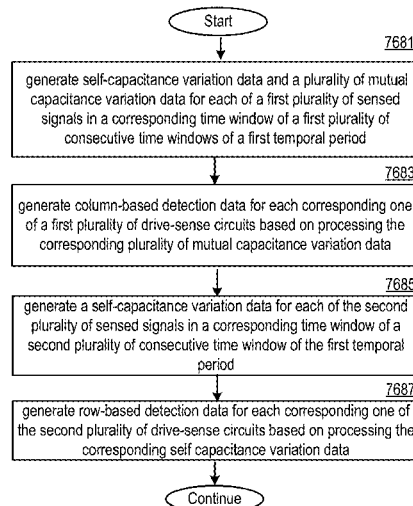 Start
7681
generate self-capacitance variation data and a plurality of mutual
capacitance variation data for each of a first plurality of sensed
signals in a corresponding time window of a first plurality of
consecutive time windows of a first temporal period
7683
generate column-based detection data for each corresponding one
of a first plurality of drive-sense circuits based on processing the
corresponding plurality of mutual capacitance variation data
7685
generate a self-capacitance variation data for each of the second
plurality of sensed signals in a corresponding time window of a
second plurality of consecutive time window of the first temporal
period
7687
generate row-based detection data for each corresponding one of
the second plurality of drive-sense circuits based on processing the
corresponding self capacitance variation data
Continue